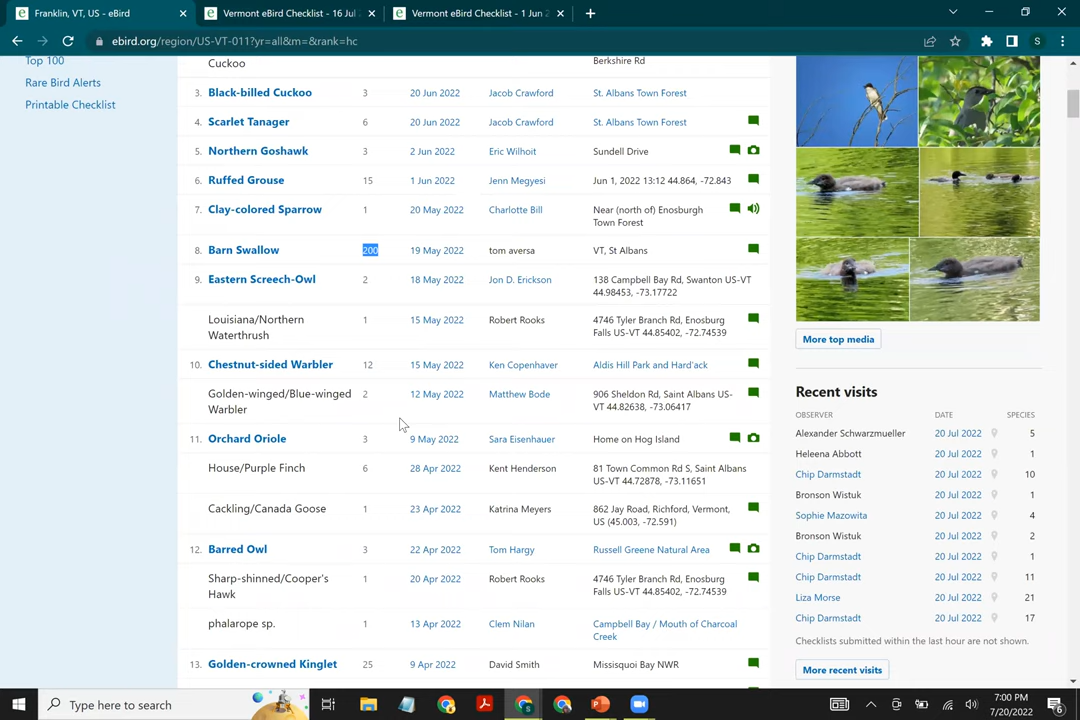 Franklin, VT, US - eBird
Vermont eBird Checklist - 16 Jul
Vermont eBird Checklist - 1 Jun 2
ebird.org/region/US-VT-011?yr=all&m=&rank=hc
Top 100
Rare Bird Alerts
Printable Checklist
Cuckoo Berkshire Rd
3. Black-billed Cuckoo 3 20 Jun 2022 Jacob Crawford St. Albans Town Forest
4. Scarlet Tanager 6 20 Jun 2022 Jacob Crawford St. Albans Town Forest
5. Northern Goshawk 3 2 Jun 2022 Eric Wilhoit Sundell Drive
6. Ruffed Grouse 15 1 Jun 2022 Jenn Megyesi Jun 1, 2022 13:12 44.864, -72.843
7. Clay-colored Sparrow 1 20 May 2022 Charlotte Bill Near (north of) Enosburgh
Town Forest
8. Barn Swallow 200 19 May 2022 tom aversa VT, St Albans
9. Eastern Screech-Owl 2 18 May 2022 Jon D. Erickson 138 Campbell Bay Rd, Swanton US-VT
44.98453, -73.17722
Louisiana/Northern
Waterthrush 1 15 May 2022 Robert Rooks 4746 Tyler Branch Rd, Enosburg
Falls US-VT 44.85402, -72.74539
10. Chestnut-sided Warbler 12 15 May 2022 Ken Copenhaver Aldis Hill Park and Hard'ack
Golden-winged/Blue-winged
Warbler 2 12 May 2022 Matthew Bode 906 Sheldon Rd, Saint Albans US-
VT 44.82638, -73.06417
11. Orchard Oriole 3 9 May 2022 Sara Eisenhauer Home on Hog Island
House/Purple Finch 6 28 Apr 2022 Kent Henderson 81 Town Common Rd S, Saint Albans
US-VT 44.72878, -73.11651
Cackling/Canada Goose 1 23 Apr 2022 Katrina Meyers 862 Jay Road, Richford, Vermont,
US (45.003, -72.591)
12. Barred Owl 3 22 Apr 2022 Tom Hargy Russell Greene Natural Area
Sharp-shinned/Cooper's
Hawk 1 20 Apr 2022 Robert Rooks 4746 Tyler Branch Rd, Enosburg
Falls US-VT 44.85402, -72.74539
phalarope sp. 1 13 Apr 2022 Clem Nilan Campbell Bay / Mouth of Charcoal
Creek
13. Golden-crowned Kinglet 25 9 Apr 2022 David Smith Missisquoi Bay NWR
More top media
Recent visits
OBSERVER DATE SPECIES
Alexander Schwarzmueller 20 Jul 2022 5
Heleena Abbott 20 Jul 2022 1
Chip Darmstadt 20 Jul 2022 10
Bronson Wistuk 20 Jul 2022 1
Sophie Mazowita 20 Jul 2022 4
Bronson Wistuk 20 Jul 2022 2
Chip Darmstadt 20 Jul 2022 1
Chip Darmstadt 20 Jul 2022 11
Liza Morse 20 Jul 2022 21
Chip Darmstadt 20 Jul 2022 17
Checklists submitted within the last hour are not shown.
More recent visits
Type here to search
7:00 PM
7/20/2022
6